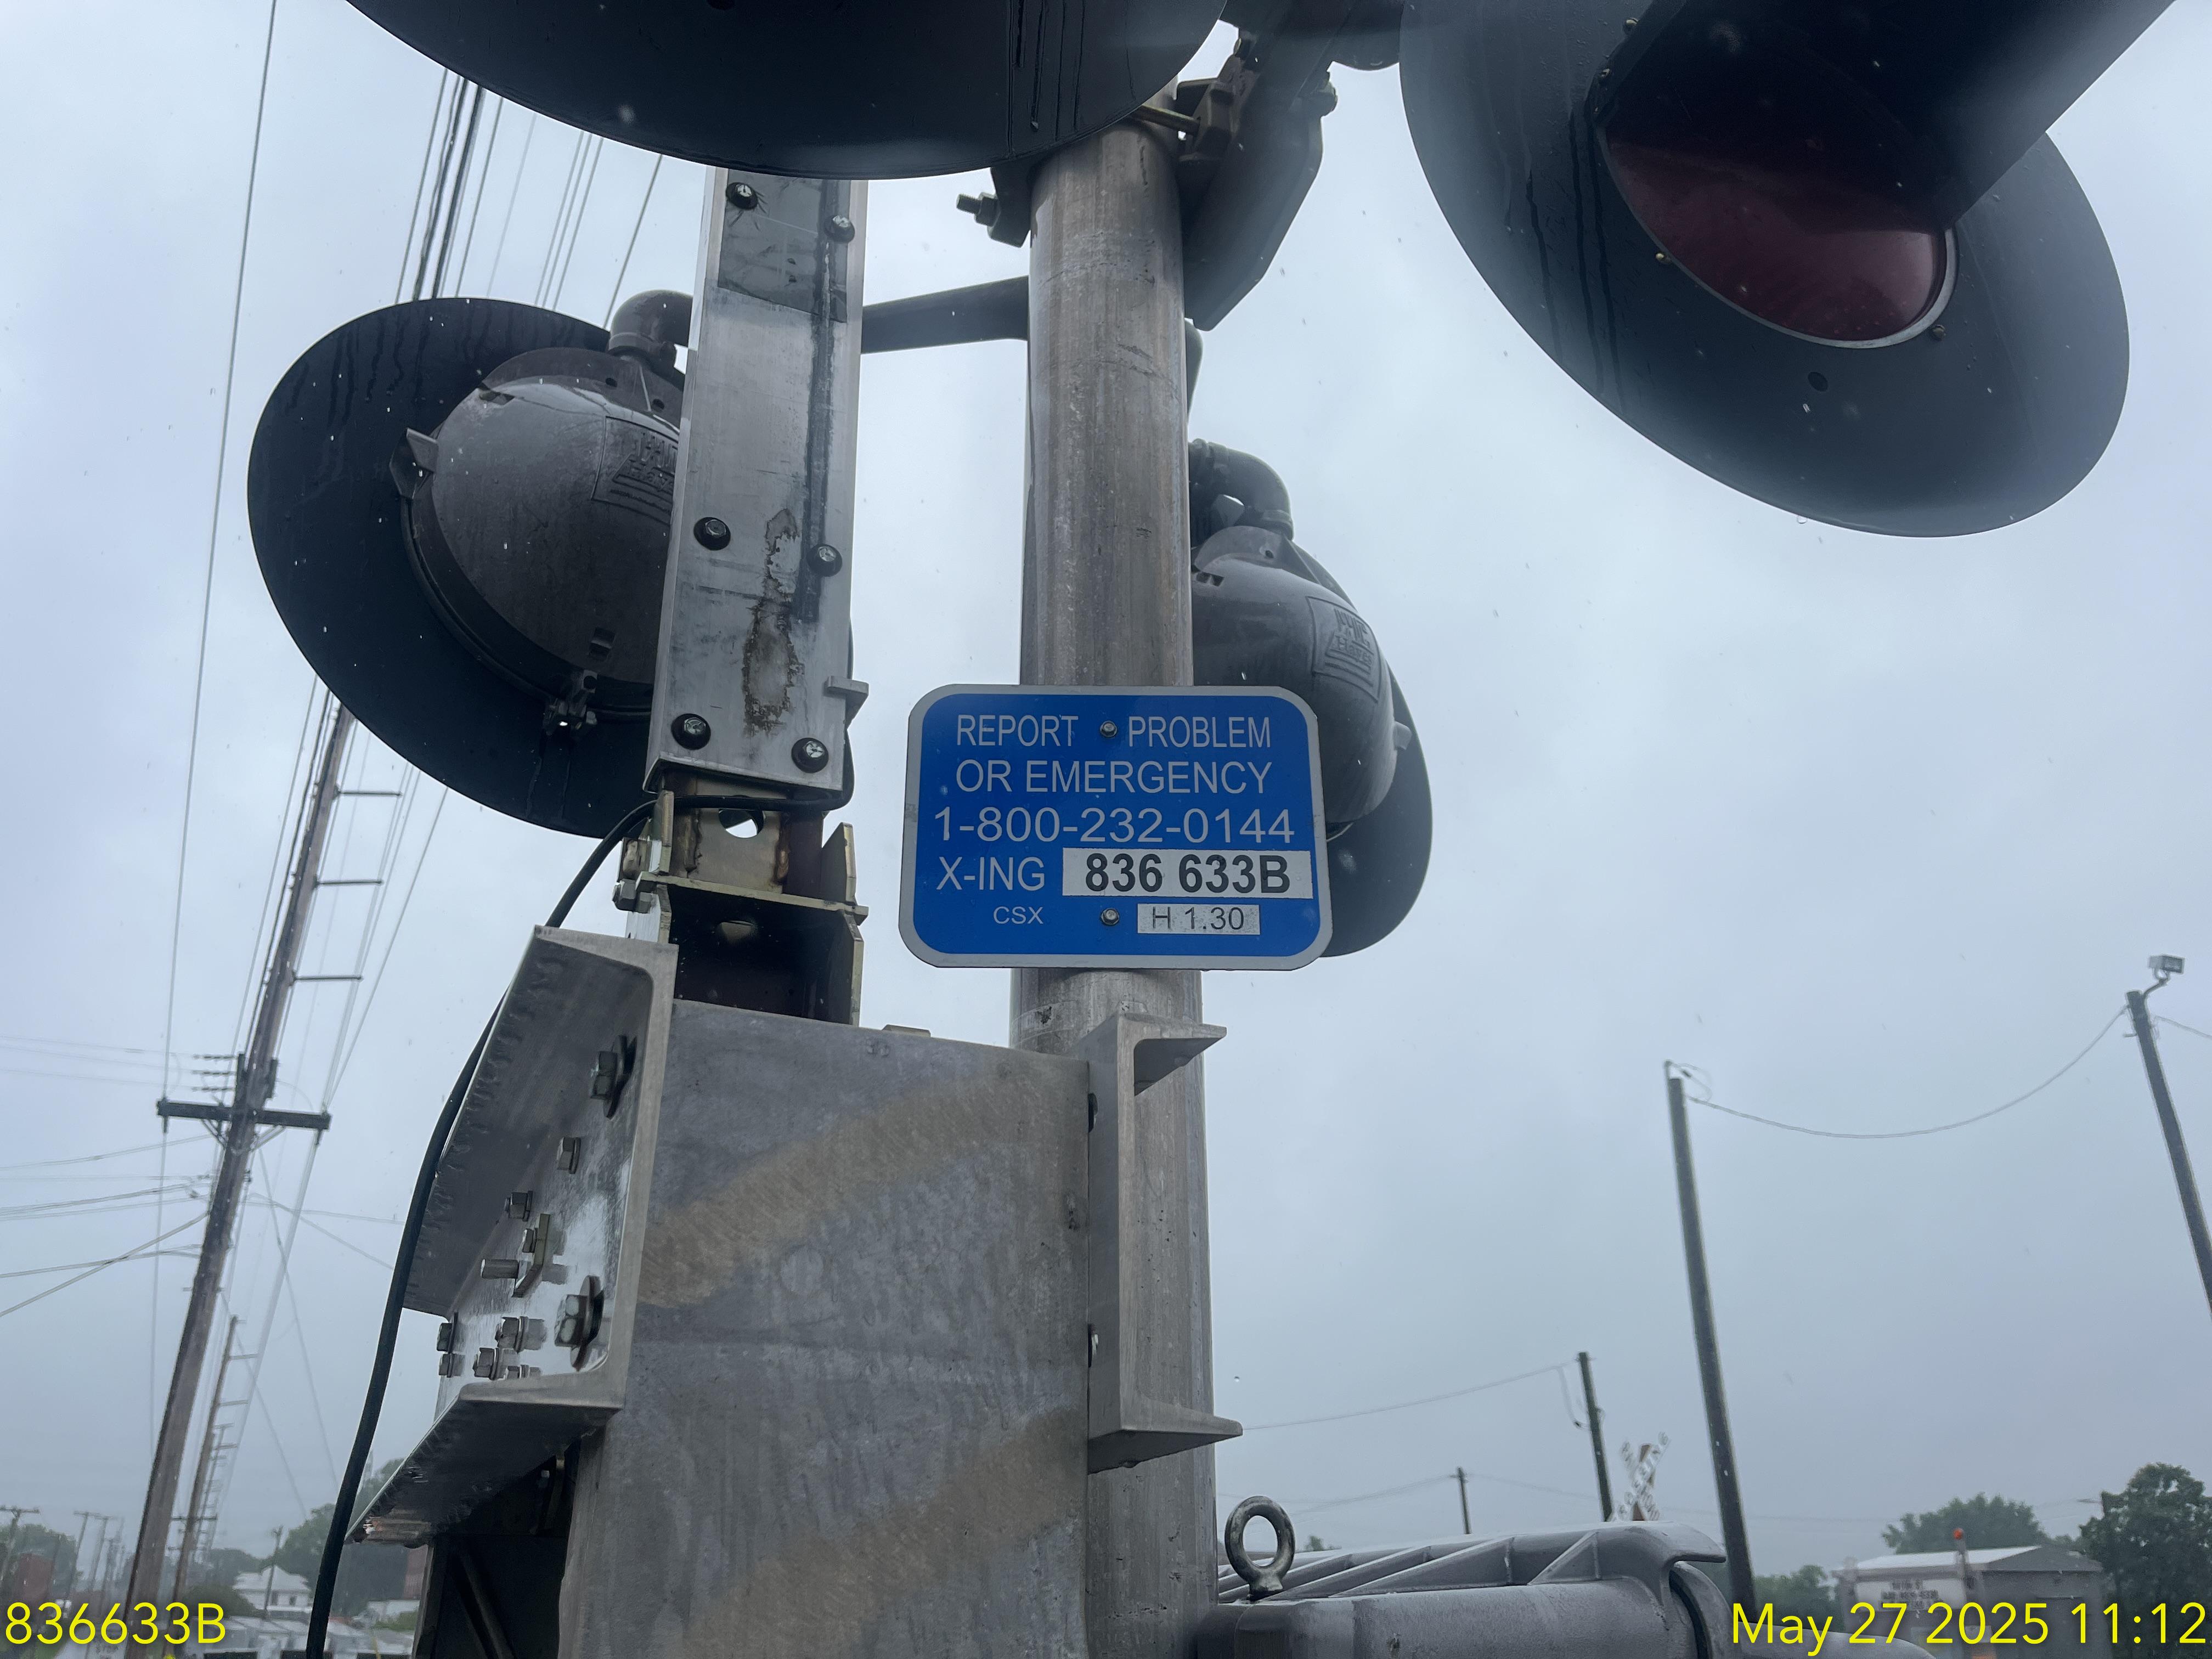 REPORT PROBLEM
OR EMERGENCY
1-800-232-0144
X-ING 836 633B
CSX H 1.30
836633B
May 27 2025 11:12